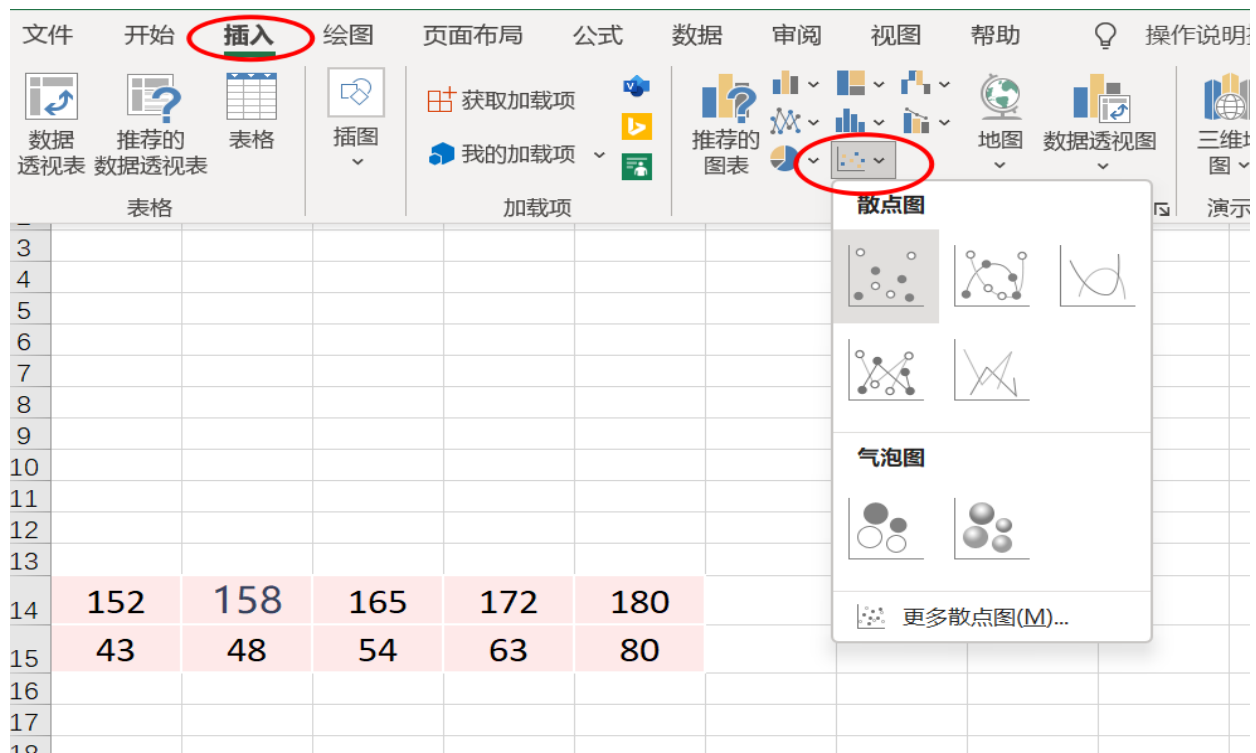 文件 开始 插入 绘图 页面布局 公式 数据 审阅 视图 帮助 操作说明
数据
透视表
推荐的
数据透视表
表格
表格
插图
获取加载项
我的加载项
加载项
推荐的
图表
地图
数据透视图
三维地
图
演示
散点图
气泡图
更多散点图(M)...
3
4
5
6
7
8
9
10
11
12
13
14 152 158 165 172 180
15 43 48 54 63 80
16
17
18